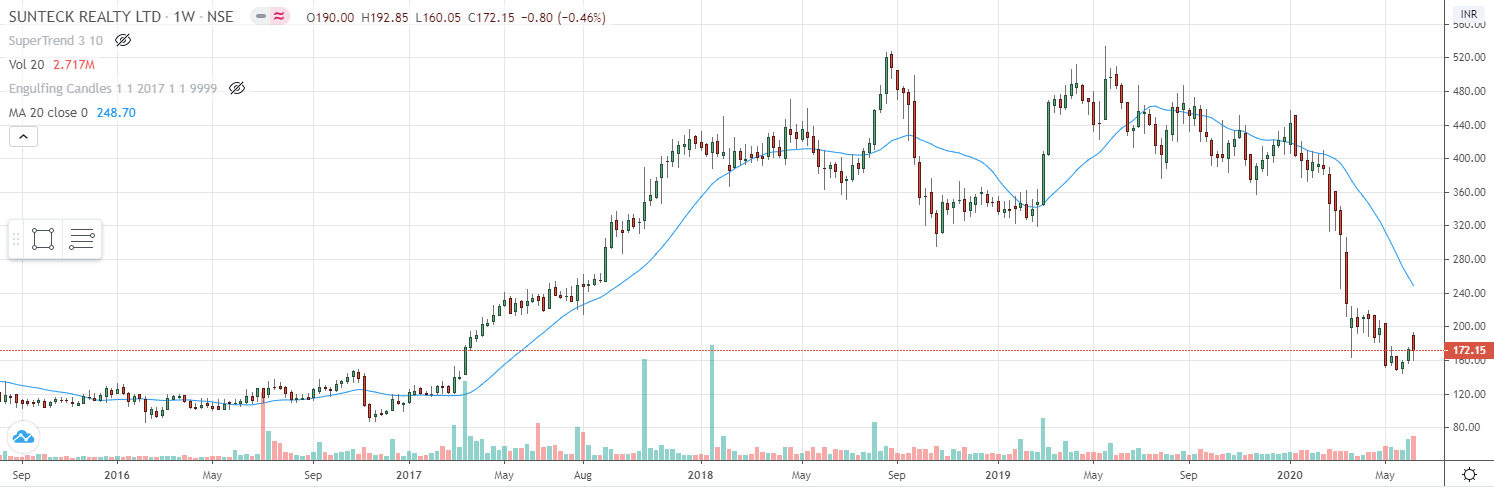 SUNTECK REALTY LTD · 1W · NSE O190.00 H192.85 L160.05 C172.15 −0.80 (−0.46%)
SuperTrend 3 10
Vol 20 2.717M
Engulfing Candles 1 1 2017 1 1 9999
MA 20 close 0 248.70
INR
560.00
520.00
480.00
440.00
400.00
360.00
320.00
280.00
240.00
200.00
172.15
160.00
120.00
80.00
Sep 2016 May Sep 2017 May Aug 2018 May Sep 2019 May Sep 2020 May